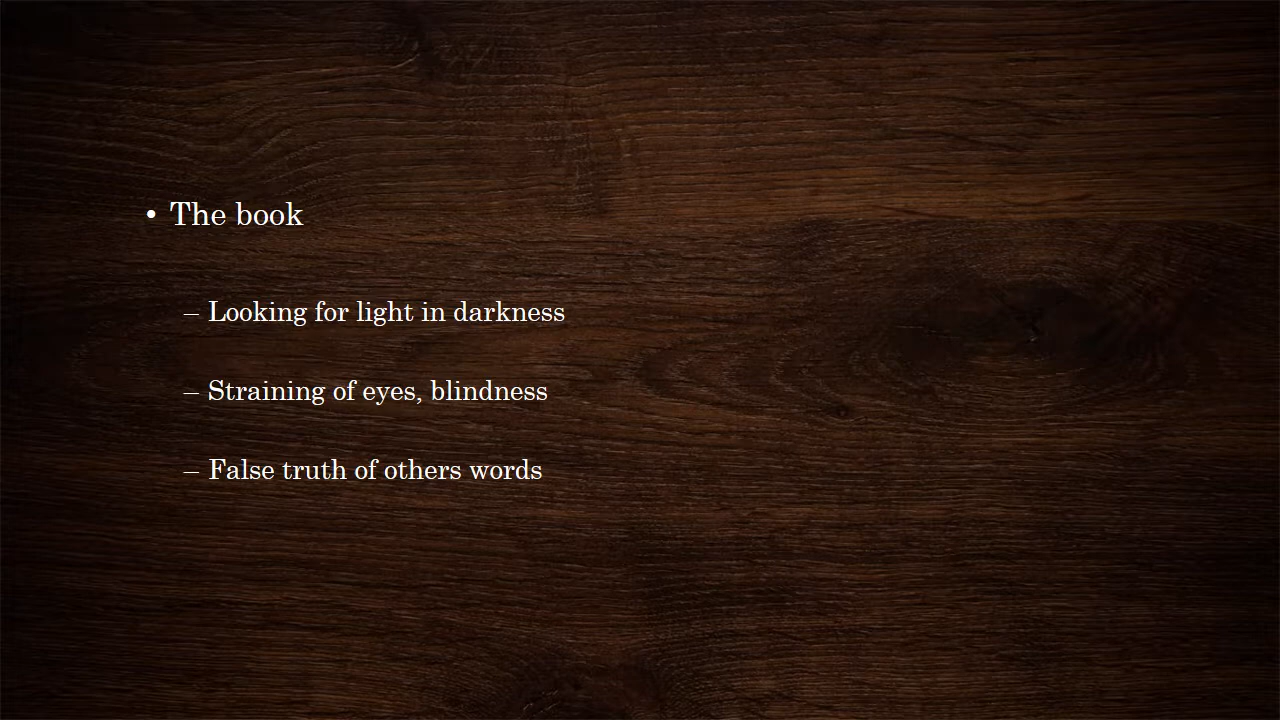 • The book
– Looking for light in darkness
– Straining of eyes, blindness
– False truth of others words